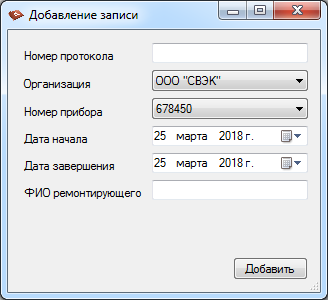 Добавление записи
Номер протокола
Организация ООО "СВЭК"
Номер прибора 678450
Дата начала 25 марта 2018 г.
Дата завершения 25 марта 2018 г.
ФИО ремонтирующего
Добавить